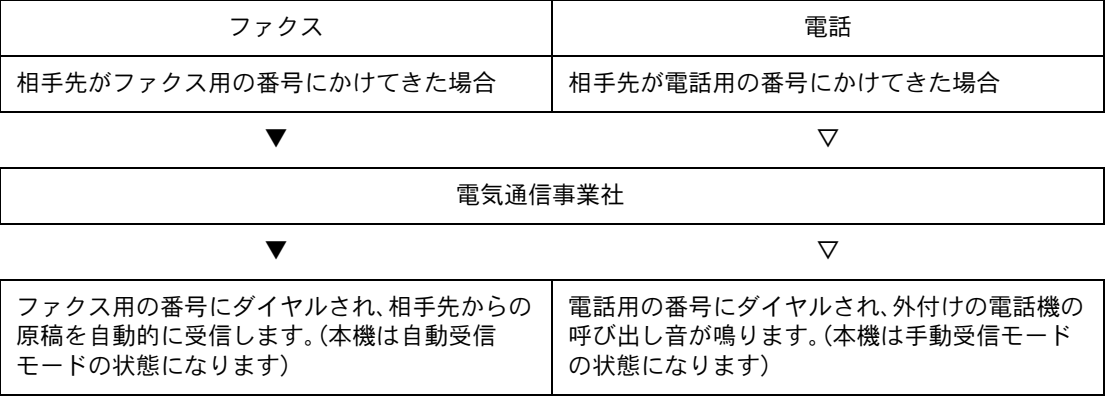 ファクス
電話
相手先がファクス用の番号にかけてきた場合
相手先が電話用の番号にかけてきた場合
▼
▽
電気通信事業社
▼
▽
ファクス用の番号にダイヤルされ、相手先からの
原稿を自動的に受信します。(本機は自動受信
モードの状態になります)
電話用の番号にダイヤルされ、外付けの電話機の
呼び出し音が鳴ります。(本機は手動受信モード
の状態になります)